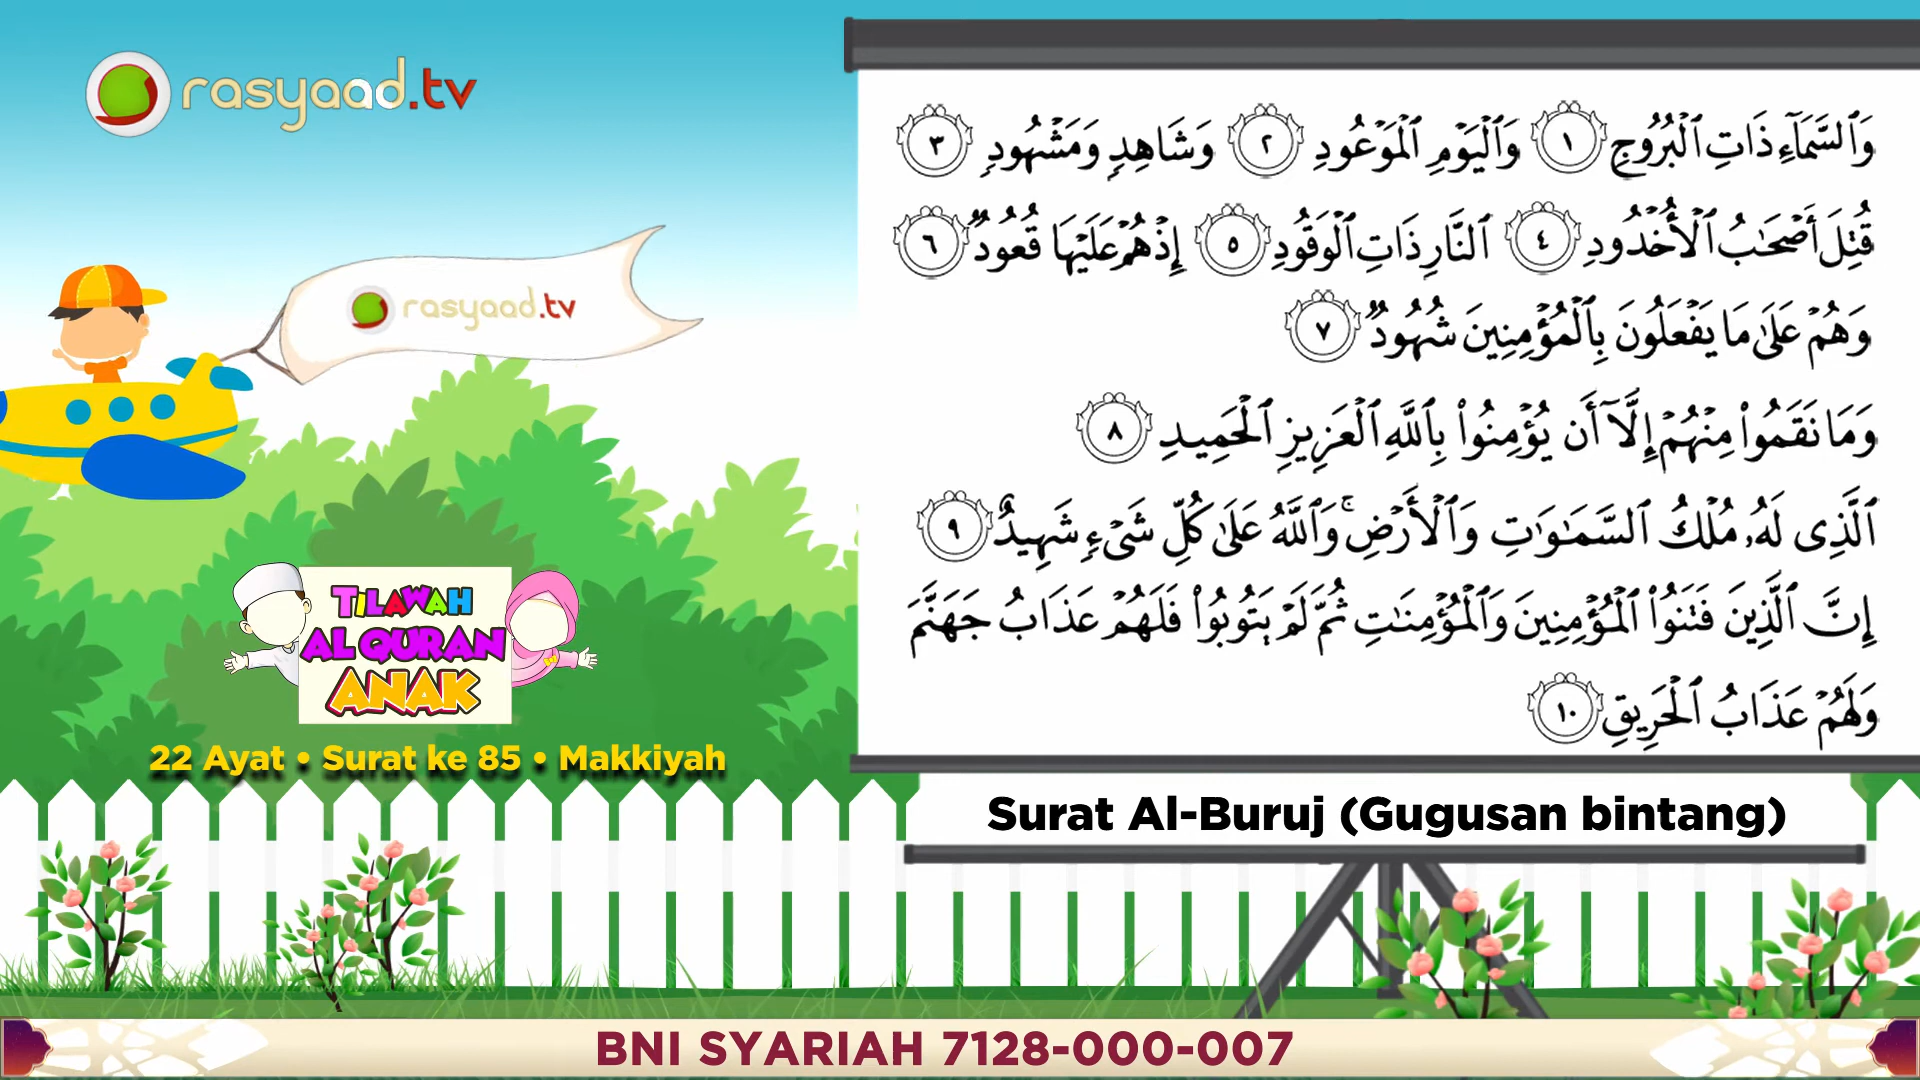 rasyaad.tv
rasyaad.tv
TILAWAH
AL QURAN
ANAK
22 Ayat • Surat ke 85 • Makkiyah
وَٱلسَّمَآءِ ذَاتِ ٱلْبُرُوجِ ١ وَٱلْيَوْمِ ٱلْمَوْعُودِ ٢ وَشَاهِدٍ وَمَشْهُودٍ ٣
قُتِلَ أَصْحَٰبُ ٱلْأُخْدُودِ ٤ ٱلنَّارِ ذَاتِ ٱلْوَقُودِ ٥ إِذْ هُمْ عَلَيْهَا قُعُودٌ ٦
وَهُمْ عَلَىٰ مَا يَفْعَلُونَ بِٱلْمُؤْمِنِينَ شُهُودٌ ٧
وَمَا نَقَمُوا۟ مِنْهُمْ إِلَّآ أَن يُؤْمِنُوا۟ بِٱللَّهِ ٱلْعَزِيزِ ٱلْحَمِيدِ ٨
ٱلَّذِى لَهُۥ مُلْكُ ٱلسَّمَٰوَٰتِ وَٱلْأَرْضِ ۚ وَٱللَّهُ عَلَىٰ كُلِّ شَىْءٍ شَهِيدٌ ٩
إِنَّ ٱلَّذِينَ فَتَنُوا۟ ٱلْمُؤْمِنِينَ وَٱلْمُؤْمِنَٰتِ ثُمَّ لَمْ يَتُوبُوا۟ فَلَهُمْ عَذَابُ جَهَنَّمَ
وَلَهُمْ عَذَابُ ٱلْحَرِيقِ ١٠
Surat Al-Buruj (Gugusan bintang)
BNI SYARIAH 7128-000-007